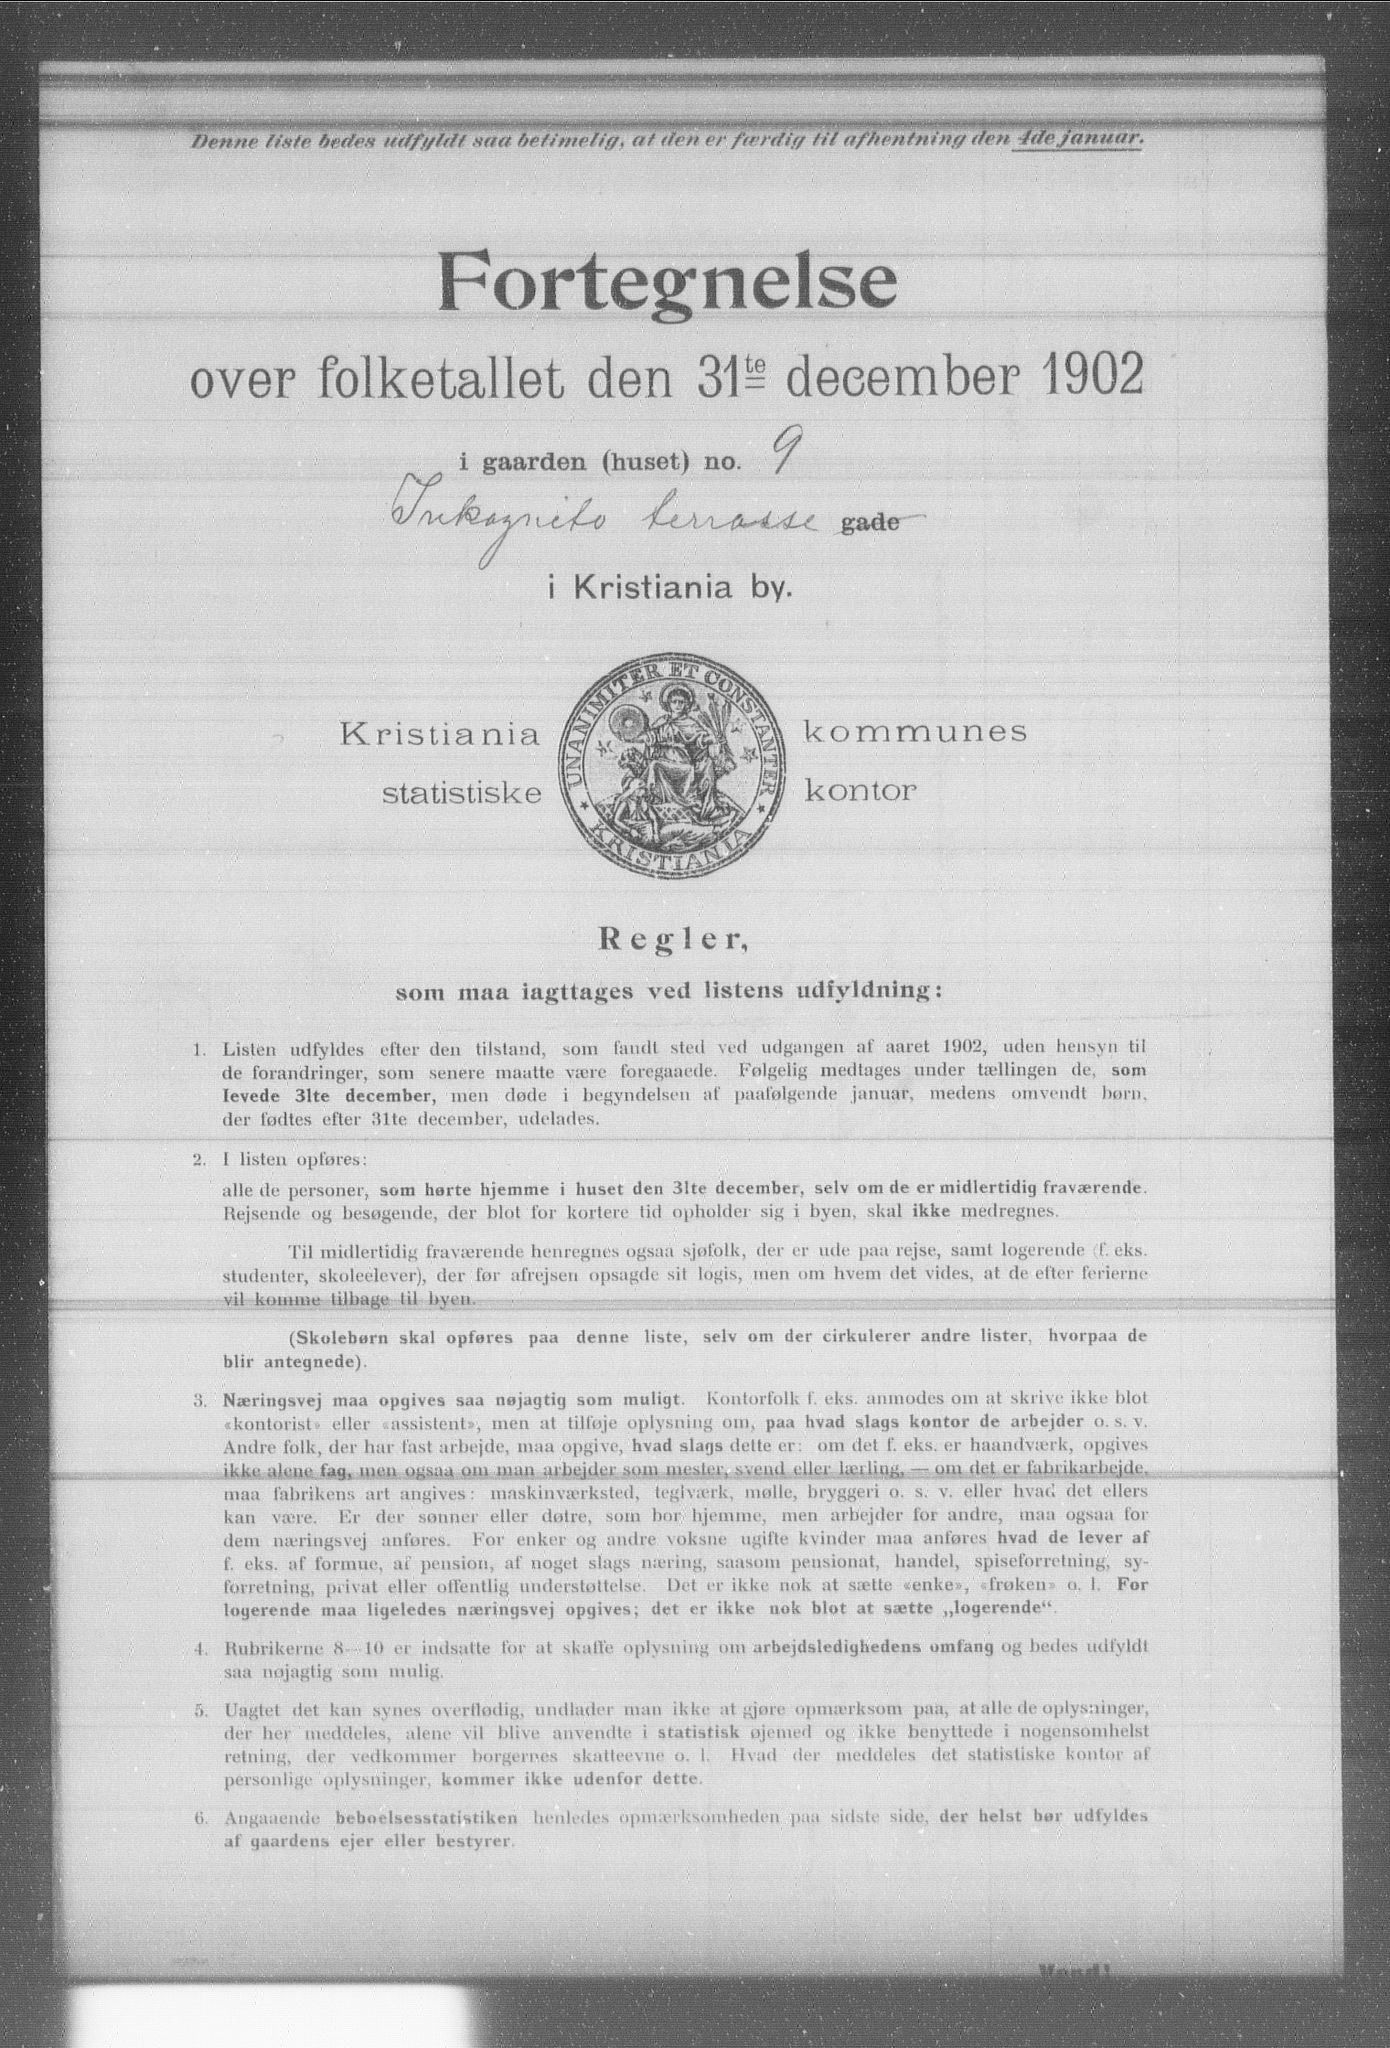 Denne liste bedes udfyldt saa betimelig, at den er færdig til afhentning den 4de januar.
Fortegnelse
over folketallet den 31te december 1902
i gaarden (huset) no. 9
Inkognito terrasse gade
i Kristiania by.
Kristiania kommunes
statistiske kontor
UNANIMITER ET CONSTANTER
KRISTIANIA
Regler,
som maa iagttages ved listens udfyldning:
1. Listen udfyldes efter den tilstand, som fandt sted ved udgangen af aaret 1902, uden hensyn til
de forandringer, som senere maatte være foregaaede. Følgelig medtages under tællingen de, som
levede 31te december, men døde i begyndelsen af paafølgende januar, medens omvendt børn,
der fødtes efter 31te december, udelades.
2. I listen opføres:
alle de personer, som hørte hjemme i huset den 31te december, selv om de er midlertidig fraværende.
Rejsende og besøgende, der blot for kortere tid opholder sig i byen, skal ikke medregnes.
Til midlertidig fraværende henregnes ogsaa sjøfolk, der er ude paa rejse, samt logerende (f. eks.
studenter, skoleelever), der før afrejsen opsagde sit logis, men om hvem det vides, at de efter ferierne
vil komme tilbage til byen.
(Skolebørn skal opføres paa denne liste, selv om der cirkulerer andre lister, hvorpaa de
blir antegnede).
3. Næringsvej maa opgives saa nøjagtig som muligt. Kontorfolk f. eks. anmodes om at skrive ikke blot
«kontorist» eller «assistent», men at tilføje oplysning om, paa hvad slags kontor de arbejder o. s. v.
Andre folk, der har fast arbejde, maa opgive, hvad slags dette er: om det f. eks. er haandværk, opgives
ikke alene fag, men ogsaa om man arbejder som mester, svend eller lærling, — om det er fabrikarbejde,
maa fabrikens art angives: maskinværksted, teglværk, mølle, bryggeri o. s. v. eller hvad det ellers
kan være. Er der sønner eller døtre, som bor hjemme, men arbejder for andre, maa ogsaa for
dem næringsvej anføres. For enker og andre voksne ugifte kvinder maa anføres hvad de lever af
f. eks. af formue, af pension, af noget slags næring, saasom pensionat, handel, spiseforretning, sy-
forretning, privat eller offentlig understøttelse. Det er ikke nok at sætte «enke», «frøken» o. l. For
logerende maa ligeledes næringsvej opgives; det er ikke nok blot at sætte „logerende“.
4. Rubrikerne 8—10 er indsatte for at skaffe oplysning om arbejdsledighedens omfang og bedes udfyldt
saa nøjagtig som mulig.
5. Uagtet det kan synes overflødig, undlader man ikke at gjøre opmærksom paa, at alle de oplysninger,
der her meddeles, alene vil blive anvendte i statistisk øjemed og ikke benyttede i nogensomhelst
retning, der vedkommer borgernes skatteevne o. l. Hvad der meddeles det statistiske kontor af
personlige oplysninger, kommer ikke udenfor dette.
6. Angaaende beboelsesstatistiken henledes opmærksomheden paa sidste side, der helst bør udfyldes
af gaardens ejer eller bestyrer.
Vend!